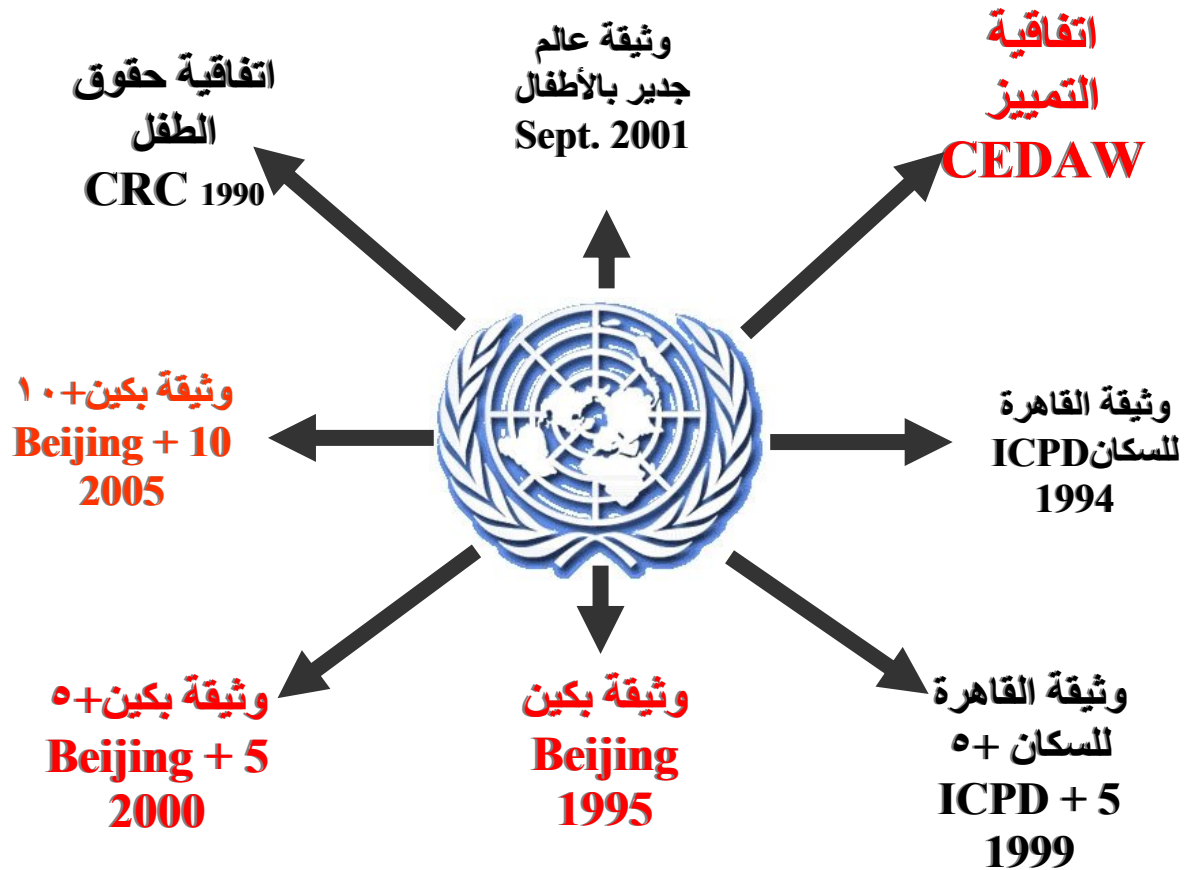 اتفاقية حقوق
الطفل
CRC 1990
وثيقة عالم
جدير بالأطفال
Sept. 2001
اتفاقية
التمييز
CEDAW
وثيقة بكين+١٠
Beijing + 10
2005
وثيقة القاهرة
للسكانICPD
1994
وثيقة بكين+٥
Beijing + 5
2000
وثيقة بكين
Beijing
1995
وثيقة القاهرة
للسكان +٥
ICPD + 5
1999